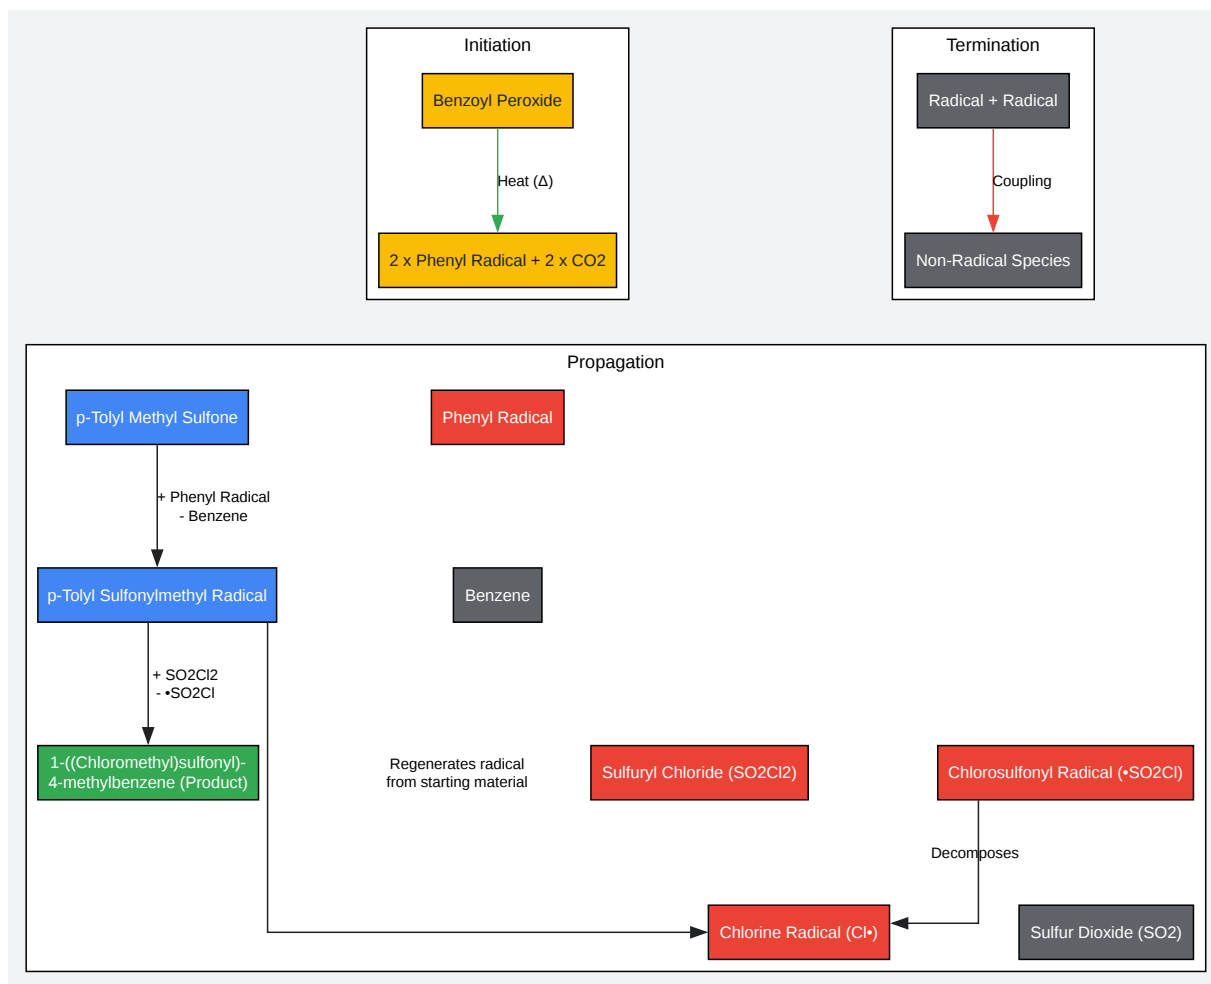 Initiation
Benzoyl Peroxide
Heat (Δ)
2 x Phenyl Radical + 2 x CO2
Termination
Radical + Radical
Coupling
Non-Radical Species
Propagation
p-Tolyl Methyl Sulfone
Phenyl Radical
+ Phenyl Radical
- Benzene
p-Tolyl Sulfonylmethyl Radical
Benzene
+ SO2Cl2
- •SO2Cl
1-((Chloromethyl)sulfonyl)-
4-methylbenzene (Product)
Regenerates radical
from starting material
Sulfuryl Chloride (SO2Cl2)
Chlorosulfonyl Radical (•SO2Cl)
Decomposes
Chlorine Radical (Cl•)
Sulfur Dioxide (SO2)